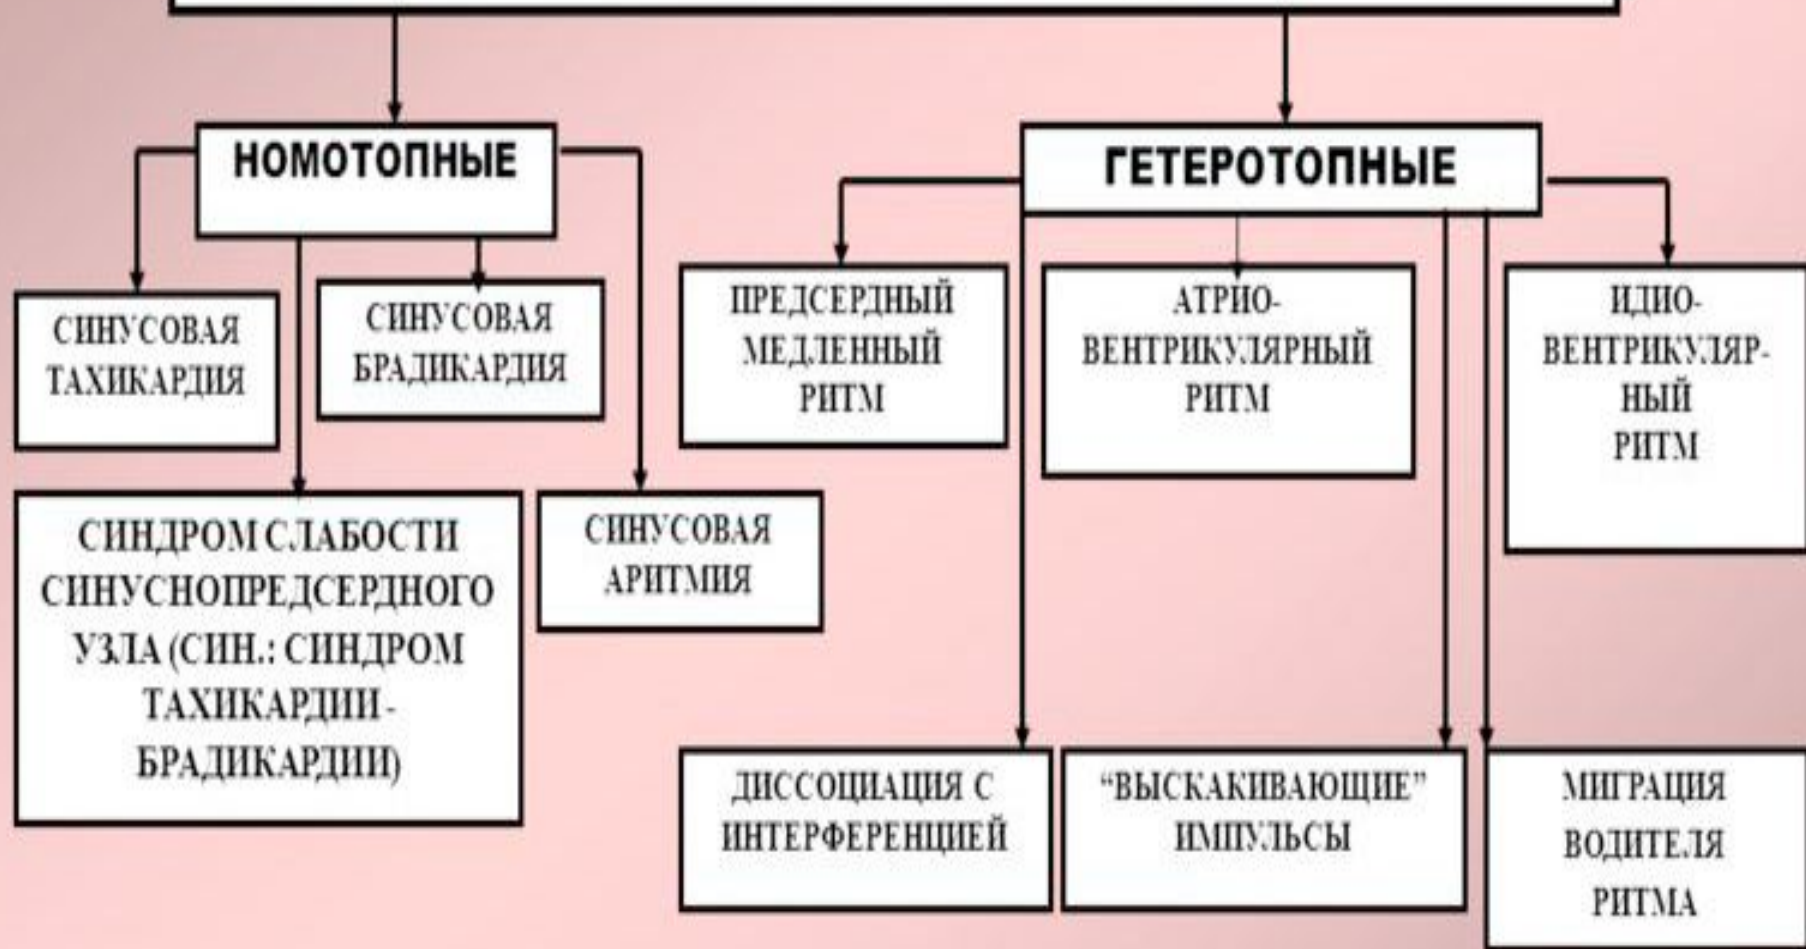 НОМОТОПНЫЕ
СИНУСОВАЯ
ТАХИКАРДИЯ
СИНУСОВАЯ
БРАДИКАРДИЯ
СИНДРОМ СЛАБОСТИ
СИНУСНОПРЕДСЕРДНОГО
УЗЛА (СИН.: СИНДРОМ
ТАХИКАРДИИ-
БРАДИКАРДИИ)
СИНУСОВАЯ
АРИТМИЯ
ГЕТЕРОТОПНЫЕ
ПРЕДСЕРДНЫЙ
МЕДЛЕННЫЙ
РИТМ
АТРИО-
ВЕНТРИКУЛЯРНЫЙ
РИТМ
ИДИО-
ВЕНТРИКУЛЯР-
НЫЙ
РИТМ
ДИССОЦИАЦИЯ С
ИНТЕРФЕРЕНЦИЕЙ
“ВЫСКАКИВАЮЩИЕ”
ИМПУЛЬСЫ
МИГРАЦИЯ
ВОДИТЕЛЯ
РИТМА